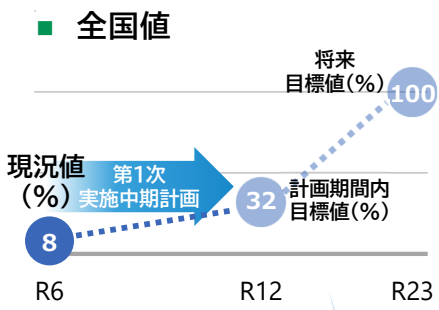 ■ 全国値
将来
目標値(%)
100
現況値
(%)
第1次
実施中期計画
32
計画期間内
目標値(%)
8
R6
R12
R23